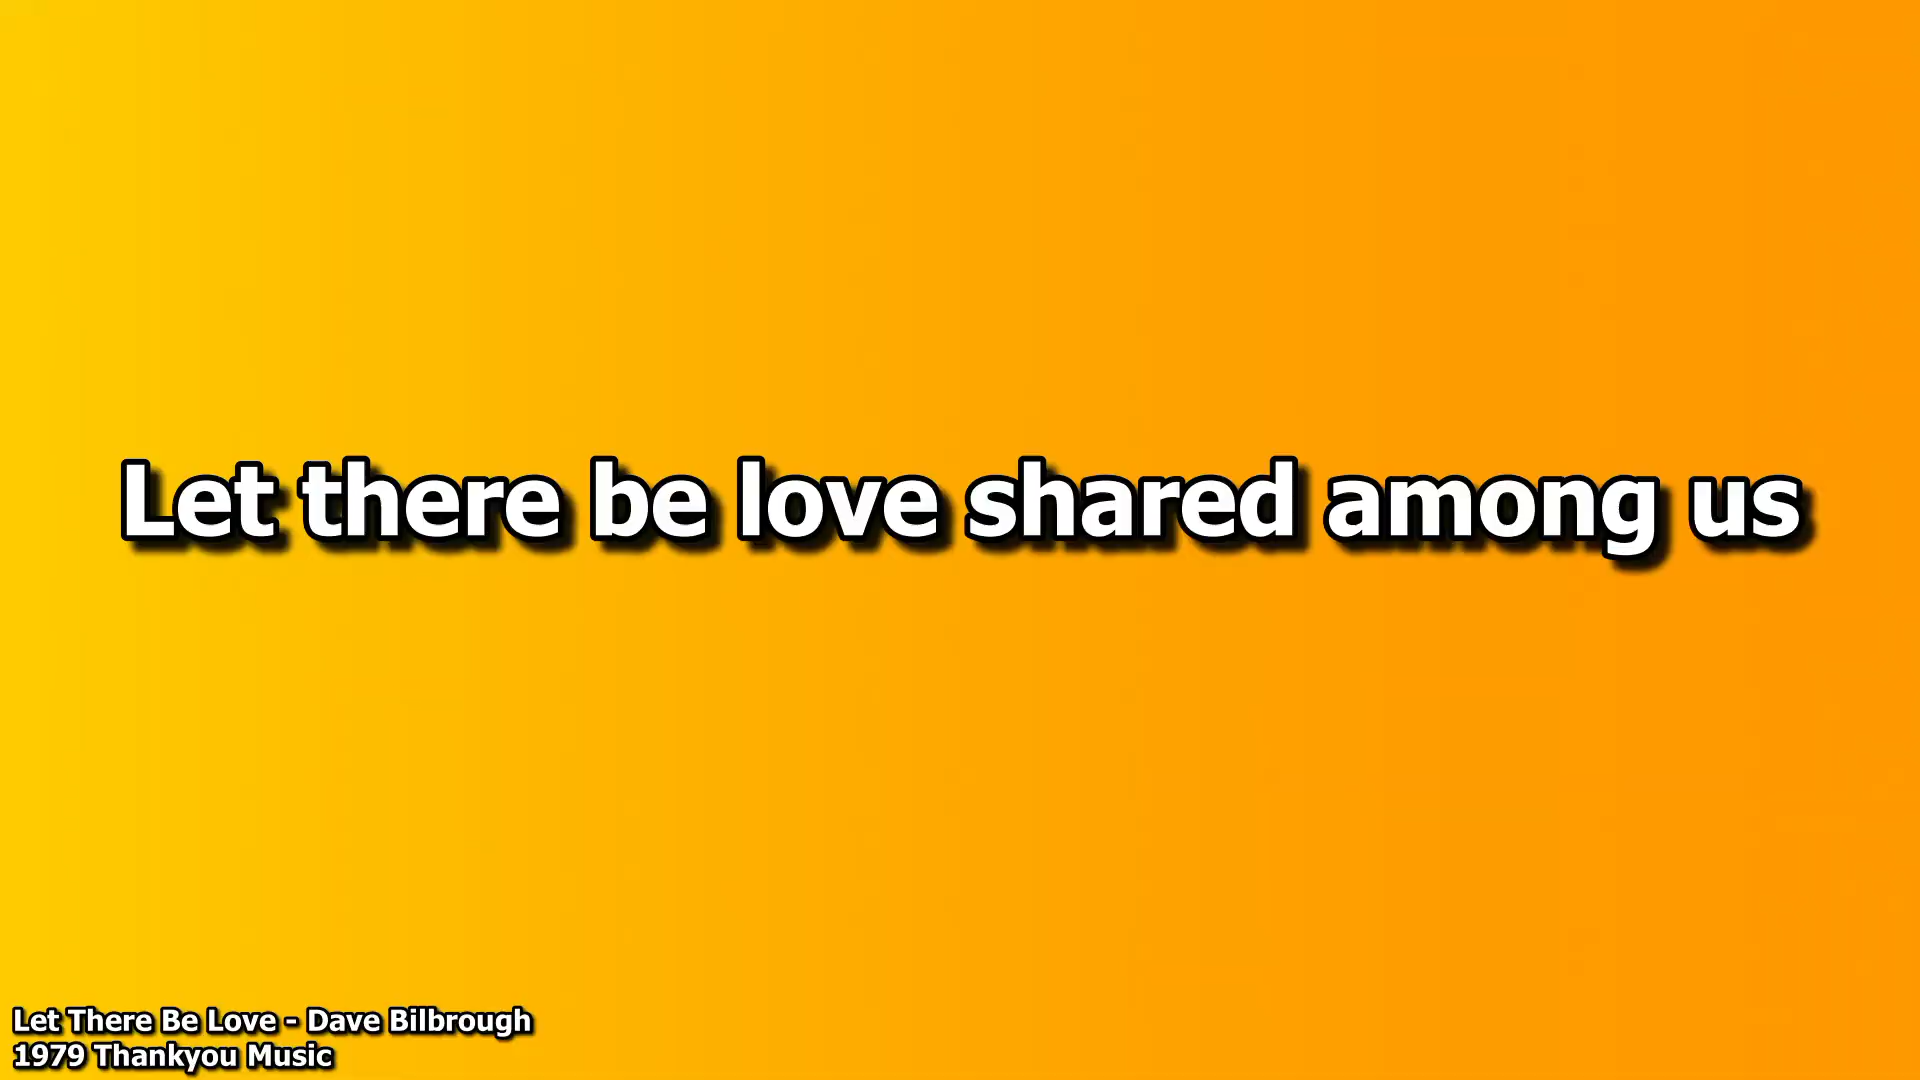 Let there be love shared among us
Let There Be Love - Dave Bilbrough
1979 Thankyou Music